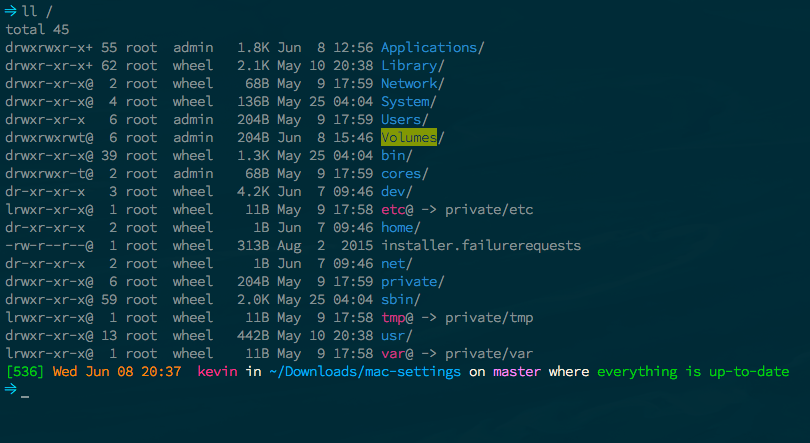 ⇒ ll /
total 45
drwxrwxr-x+ 55 root  admin   1.8K Jun  8 12:56 Applications/
drwxr-xr-x+ 62 root  wheel   2.1K May 10 20:38 Library/
drwxr-xr-x@  2 root  wheel    68B May  9 17:59 Network/
drwxr-xr-x@  4 root  wheel   136B May 25 04:04 System/
drwxr-xr-x   6 root  admin   204B May  9 17:59 Users/
drwxrwxrwt@  6 root  admin   204B Jun  8 15:46 Volumes/
drwxr-xr-x@ 39 root  wheel   1.3K May 25 04:04 bin/
drwxrwxr-t@  2 root  admin    68B May  9 17:59 cores/
dr-xr-xr-x   3 root  wheel   4.2K Jun  7 09:46 dev/
lrwxr-xr-x@  1 root  wheel    11B May  9 17:58 etc@ -> private/etc
dr-xr-xr-x   2 root  wheel     1B Jun  7 09:46 home/
-rw-r--r--@  1 root  wheel   313B Aug  2  2015 installer.failurerequests
dr-xr-xr-x   2 root  wheel     1B Jun  7 09:46 net/
drwxr-xr-x@  6 root  wheel   204B May  9 17:59 private/
drwxr-xr-x@ 59 root  wheel   2.0K May 25 04:04 sbin/
lrwxr-xr-x@  1 root  wheel    11B May  9 17:58 tmp@ -> private/tmp
drwxr-xr-x@ 13 root  wheel   442B May 10 20:38 usr/
lrwxr-xr-x@  1 root  wheel    11B May  9 17:58 var@ -> private/var
[536] Wed Jun 08 20:37  kevin in ~/Downloads/mac-settings on master where everything is up-to-date
⇒ _